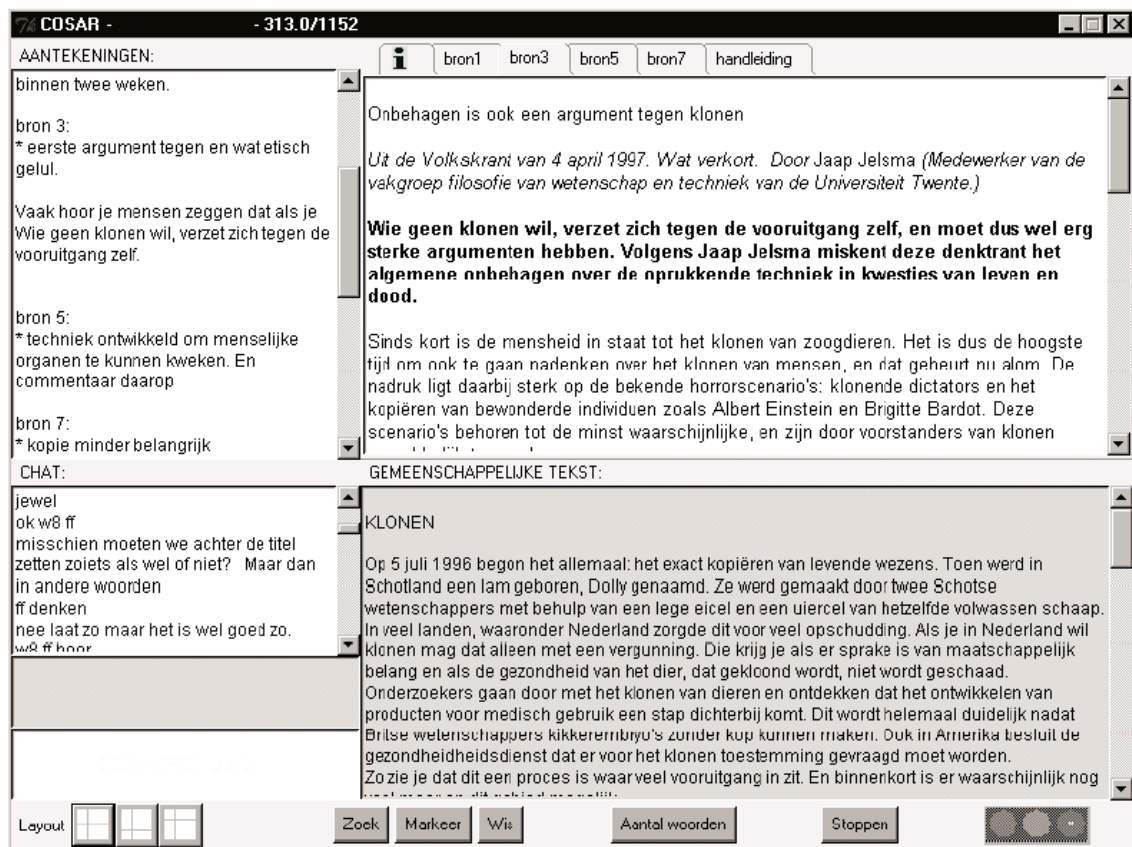 COSAR - - 313.0/1152
AANTEKENINGEN:
binnen twee weken.
bron 3:
* eerste argument tegen en wat etisch
gelul.
Vaak hoor je mensen zeggen dat als je
Wie geen klonen wil, verzet zich tegen de
vooruitgang zelf.
bron 5:
* techniek ontwikkeld om menselijke
organen te kunnen kweken. En
commentaar daarop
bron 7:
* kopie minder belangrijk
i bron1 bron3 bron5 bron7 handleiding
Onbehagen is ook een argument tegen klonen
Uit de Volkskrant van 4 april 1997. Wat verkort. Door Jaap Jelsma (Medewerker van de
vakgroep filosofie van wetenschap en techniek van de Universiteit Twente.)
Wie geen klonen wil, verzet zich tegen de vooruitgang zelf, en moet dus wel erg
sterke argumenten hebben. Volgens Jaap Jelsma miskent deze denktrant het
algemene onbehagen over de oprukkende techniek in kwesties van leven en
dood.
Sinds kort is de mensheid in staat tot het klonen van zoogdieren. Het is dus de hoogste
tijd om ook te gaan nadenken over het klonen van mensen, en dat gebeurt nu alom. De
nadruk ligt daarbij sterk op de bekende horrorscenario's: klonende dictators en het
kopiëren van bewonderde individuen zoals Albert Einstein en Brigitte Bardot. Deze
scenario's behoren tot de minst waarschijnlijke, en zijn door voorstanders van klonen
CHAT:
jewel
ok w8 ff
misschien moeten we achter de titel
zetten zoiets als wel of niet? Maar dan
in andere woorden
ff denken
nee laat zo maar het is wel goed zo.
w8 ff hoor
GEMEENSCHAPPELIJKE TEKST:
KLONEN
Op 5 juli 1996 begon het allemaal: het exact kopiëren van levende wezens. Toen werd in
Schotland een lam geboren, Dolly genaamd. Ze werd gemaakt door twee Schotse
wetenschappers met behulp van een lege eicel en een uiercel van hetzelfde volwassen schaap.
In veel landen, waaronder Nederland zorgde dit voor veel opschudding. Als je in Nederland wil
klonen mag dat alleen met een vergunning. Die krijg je als er sprake is van maatschappelijk
belang en als de gezondheid van het dier, dat gekloond wordt, niet wordt geschaad.
Onderzoekers gaan door met het klonen van dieren en ontdekken dat het ontwikkelen van
producten voor medisch gebruik een stap dichterbij komt. Dit wordt helemaal duidelijk nadat
Britse wetenschappers kikkerembryo's zonder kop kunnen maken. Ook in Amerika besluit de
gezondheidheidsdienst dat er voor het klonen toestemming gevraagd moet worden.
Zo zie je dat dit een proces is waar veel vooruitgang in zit. En binnenkort is er waarschijnlijk nog
Layout Zoek Markeer Wis Aantal woorden Stoppen